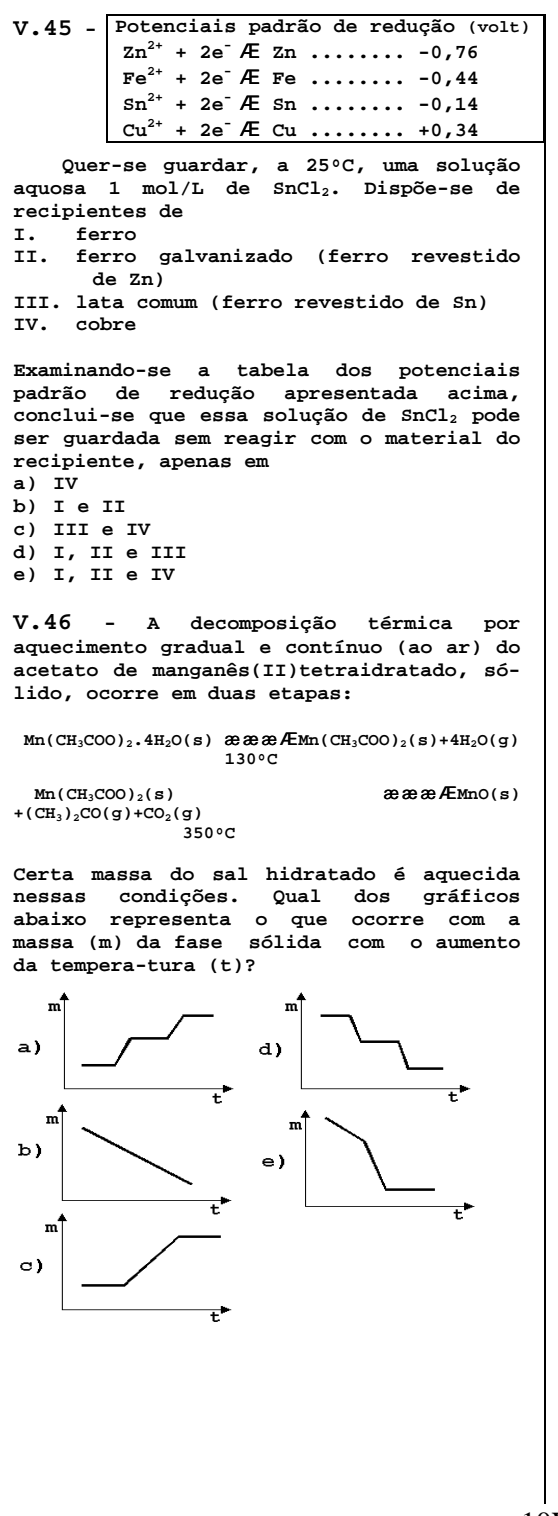 V.45 - Potenciais padrão de redução (volt)
Zn²⁺ + 2e⁻ Æ Zn ........ -0,76
Fe²⁺ + 2e⁻ Æ Fe ........ -0,44
Sn²⁺ + 2e⁻ Æ Sn ........ -0,14
Cu²⁺ + 2e⁻ Æ Cu ........ +0,34
Quer-se guardar, a 25ºC, uma solução
aquosa 1 mol/L de SnCl₂. Dispõe-se de
recipientes de
I. ferro
II. ferro galvanizado (ferro revestido
de Zn)
III. lata comum (ferro revestido de Sn)
IV. cobre
Examinando-se a tabela dos potenciais
padrão de redução apresentada acima,
conclui-se que essa solução de SnCl₂ pode
ser guardada sem reagir com o material do
recipiente, apenas em
a) IV
b) I e II
c) III e IV
d) I, II e III
e) I, II e IV
V.46 - A decomposição térmica por
aquecimento gradual e contínuo (ao ar) do
acetato de manganês(II)tetraidratado, só-
lido, ocorre em duas etapas:
Mn(CH₃COO)₂.4H₂O(s) æææÆMn(CH₃COO)₂(s)+4H₂O(g)
130ºC
Mn(CH₃COO)₂(s) æææÆMnO(s)
+(CH₃)₂CO(g)+CO₂(g)
350ºC
Certa massa do sal hidratado é aquecida
nessas condições. Qual dos gráficos
abaixo representa o que ocorre com a
massa (m) da fase sólida com o aumento
da tempera-tura (t)?
a) m t
d) m t
b) m t
e) m t
c) m t